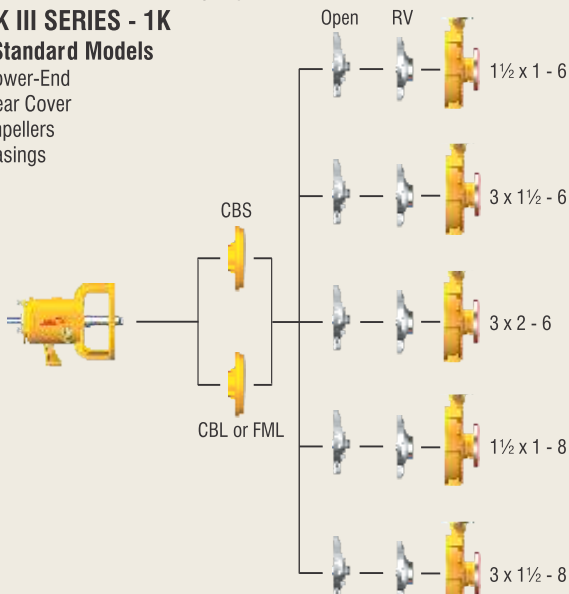 K III SERIES - 1K
Standard Models
ower-End
ear Cover
pellers
asings
Open RV
1½ x 1 - 6
3 x 1½ - 6
CBS
3 x 2 - 6
CBL or FML
1½ x 1 - 8
3 x 1½ - 8